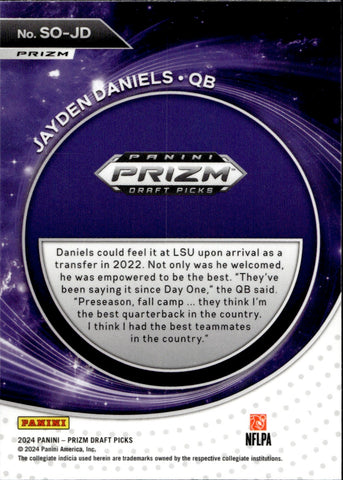 No. SO-JD
PRIZM
JAYDEN DANIELS • QB
PANINI
PRIZM
DRAFT PICKS
Daniels could feel it at LSU upon arrival as a
transfer in 2022. Not only was he welcomed,
he was empowered to be the best. "They've
been saying it since Day One," the QB said.
"Preseason, fall camp ... they think I'm
the best quarterback in the country.
I think I had the best teammates
in the country."
PANINI
NFLPA
2024 PANINI – PRIZM DRAFT PICKS
© 2024 Panini America, Inc.
The collegiate indicia used herein are trademarks owned by the respective collegiate institutions.